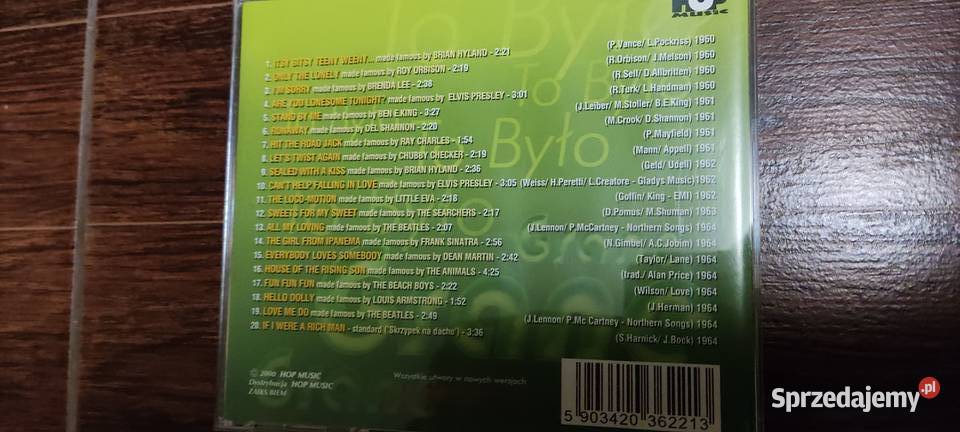 HOP
MUSIC
To Było
To B
Było
1. ITSY BITSY TEENY WEENY... made famous by BRIAN HYLAND - 2:21 (P.Vance/ L.Pockriss) 1960
2. ONLY THE LONELY made famous by ROY ORBISON - 2:19 (R.Orbison/ J.Melson) 1960
3. I'M SORRY made famous by BRENDA LEE - 2:38 (R.Self/ D.Allbritten) 1960
4. ARE YOU LONESOME TONIGHT? made famous by ELVIS PRESLEY - 3:01 (R.Turk/ L.Handman) 1960
5. STAND BY ME made famous by BEN E.KING - 3:27 (J.Leiber/ M.Stoller/ B.E.King) 1961
6. RUNAWAY made famous by DEL SHANNON - 2:20 (M.Crook/ D.Shannon) 1961
7. HIT THE ROAD JACK made famous by RAY CHARLES - 1:54 (P.Mayfield) 1961
8. LET'S TWIST AGAIN made famous by CHUBBY CHECKER - 2:19 (Mann/ Appell) 1961
9. SEALED WITH A KISS made famous by BRIAN HYLAND - 2:36 (Geld/ Udell) 1962
10. CAN'T HELP FALLING IN LOVE made famous by ELVIS PRESLEY - 3:05 (Weiss/ H.Peretti/ L.Creatore - Gladys Music) 1962
11. THE LOCO-MOTION made famous by LITTLE EVA - 2:18 (Goffin/ King - EMI) 1962
12. SWEETS FOR MY SWEET made famous by THE SEARCHERS - 2:17 (D.Pomus/ M.Shuman) 1963
13. ALL MY LOVING made famous by THE BEATLES - 2:07 (J.Lennon/ P.McCartney - Northern Songs) 1964
14. THE GIRL FROM IPANEMA made famous by FRANK SINATRA - 2:56 (N.Gimbel/ A.C.Jobim) 1964
15. EVERYBODY LOVES SOMEBODY made famous by DEAN MARTIN - 2:42 (Taylor/ Lane) 1964
16. HOUSE OF THE RISING SUN made famous by THE ANIMALS - 4:25 (trad./ Alan Price) 1964
17. FUN FUN FUN made famous by THE BEACH BOYS - 2:22 (Wilson/ Love) 1964
18. HELLO DOLLY made famous by LOUIS ARMSTRONG - 1:52 (J.Herman) 1964
19. LOVE ME DO made famous by THE BEATLES - 2:49 (J.Lennon/ P.Mc Cartney - Northern Songs) 1964
20. IF I WERE A RICH MAN - standard ('Skrzypek na dachu') - 3:36 (S.Harnick/ J.Bock) 1964
© 2000 HOP MUSIC
Dystrybucja HOP MUSIC
ZAIKS/BIEM
Wszystkie utwory w nowych wersjach
5 903420 362213
Sprzedajemy .pl